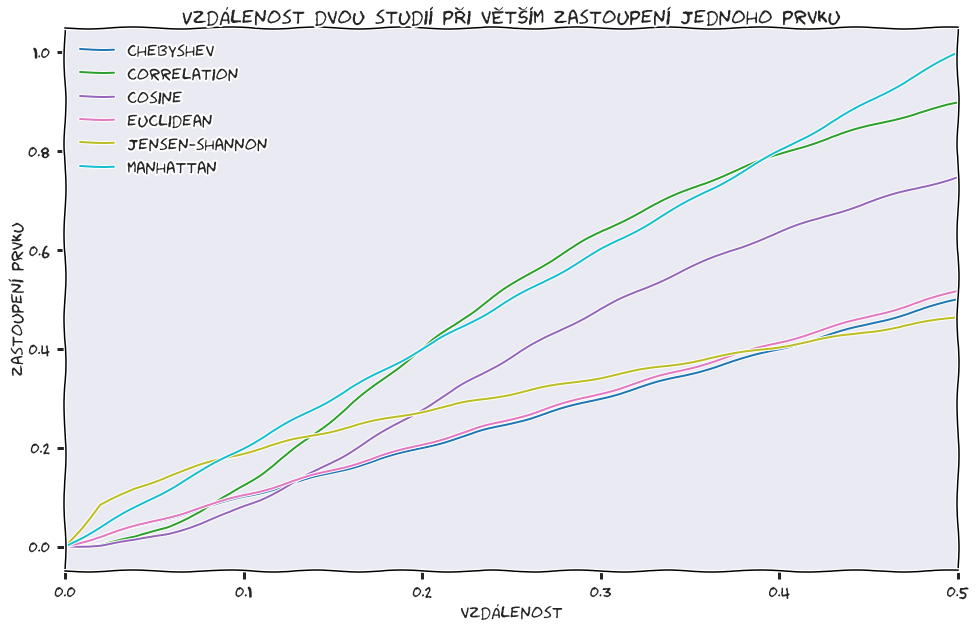 VZDÁLENOST DVOU STUDIÍ PŘI VĚTŠÍM ZASTOUPENÍ JEDNOHO PRVKU
1.0
0.8
0.6
0.4
0.2
0.0
ZASTOUPENÍ PRVKU
CHEBYSHEV
CORRELATION
COSINE
EUCLIDEAN
JENSEN-SHANNON
MANHATTAN
0.0 0.1 0.2 0.3 0.4 0.5
VZDÁLENOST